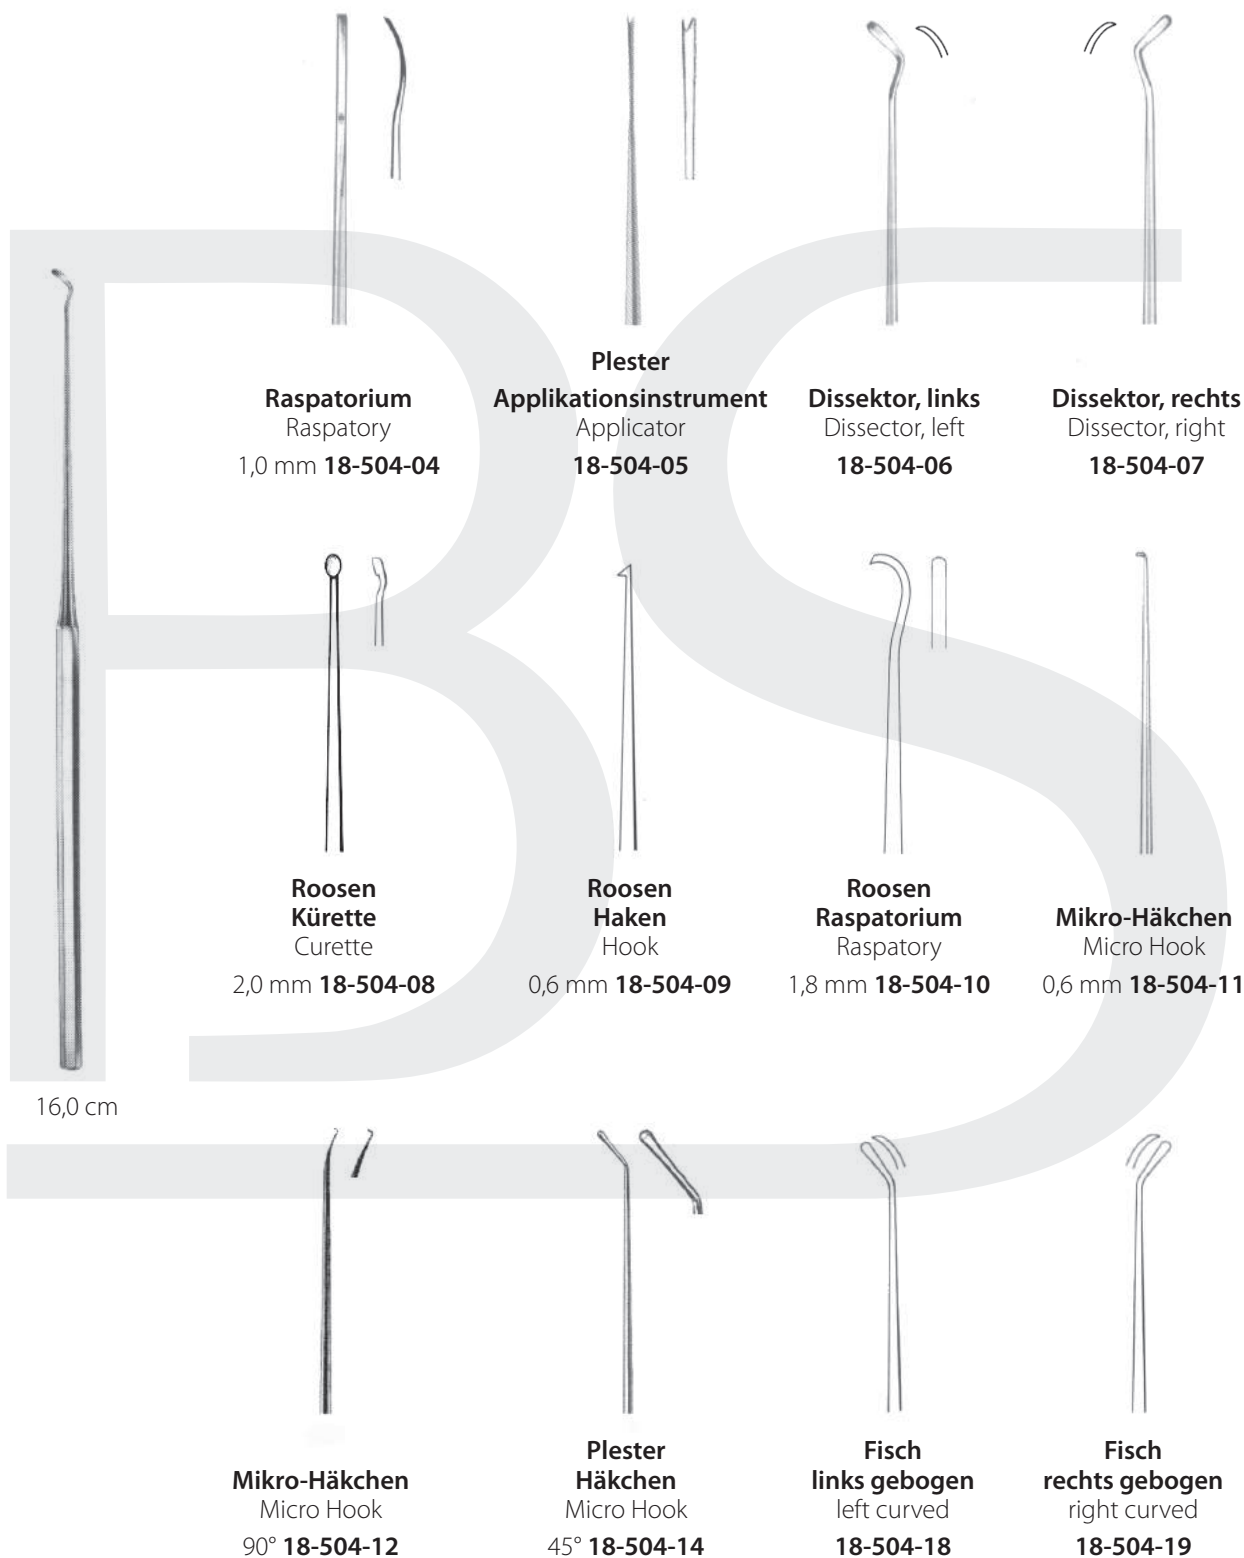 Raspatorium
Raspatory
1,0 mm 18-504-04
Plester
Applikationsinstrument
Applicator
18-504-05
Dissektor, links
Dissector, left
18-504-06
Dissektor, rechts
Dissector, right
18-504-07
Roosen
Kürette
Curette
2,0 mm 18-504-08
Roosen
Haken
Hook
0,6 mm 18-504-09
Roosen
Raspatorium
Raspatory
1,8 mm 18-504-10
Mikro-Häkchen
Micro Hook
0,6 mm 18-504-11
16,0 cm
Mikro-Häkchen
Micro Hook
90° 18-504-12
Plester
Häkchen
Micro Hook
45° 18-504-14
Fisch
links gebogen
left curved
18-504-18
Fisch
rechts gebogen
right curved
18-504-19
BS